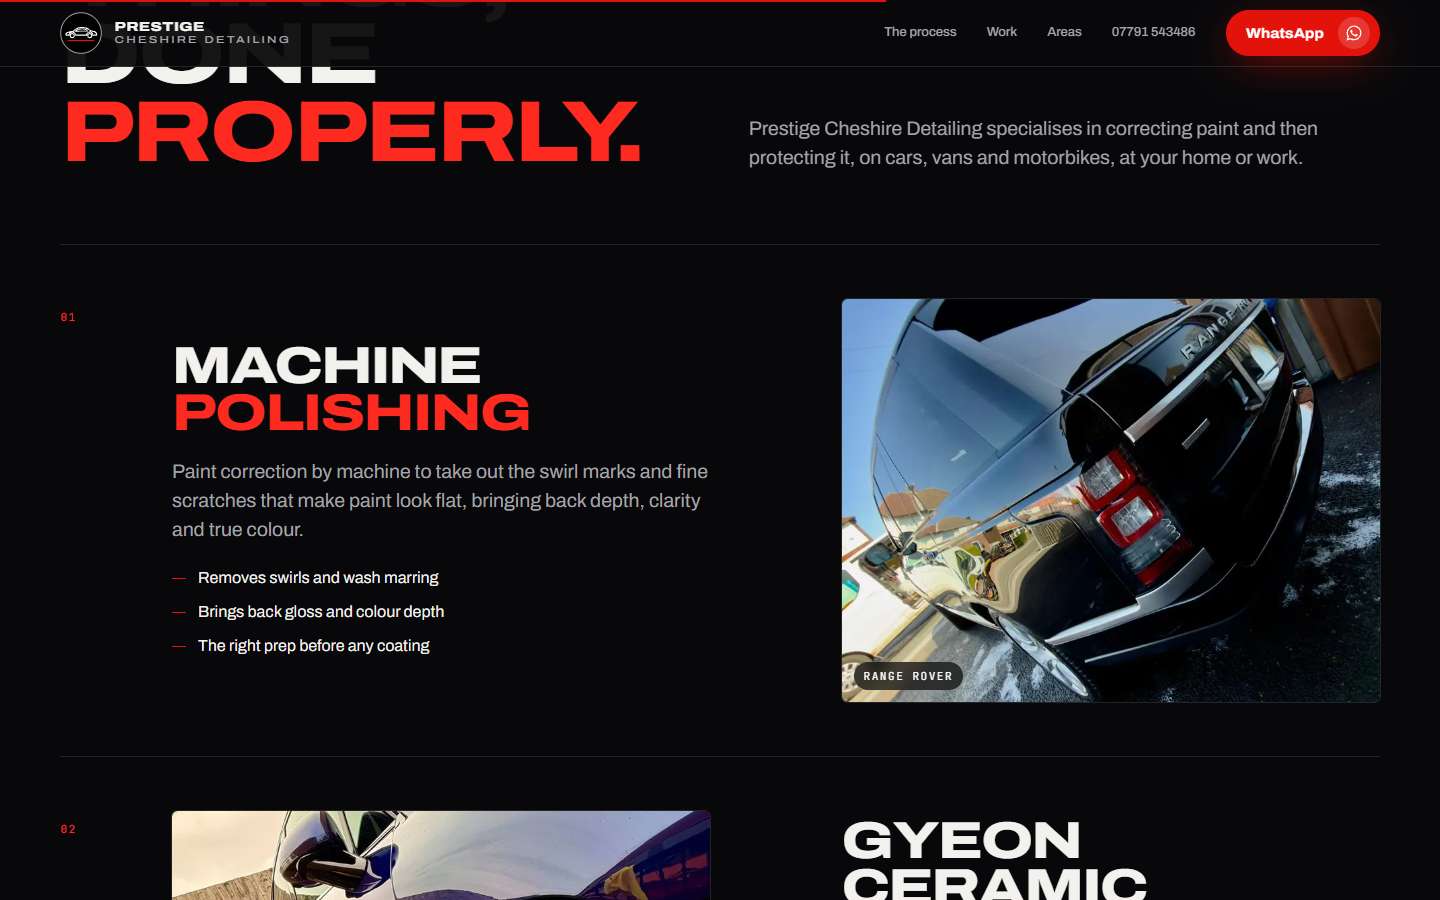 PRESTIGE
CHESHIRE DETAILING
The process
Work
Areas
07791 543486
WhatsApp
DONE
PROPERLY.
Prestige Cheshire Detailing specialises in correcting paint and then
protecting it, on cars, vans and motorbikes, at your home or work.
01
MACHINE
POLISHING
Paint correction by machine to take out the swirl marks and fine
scratches that make paint look flat, bringing back depth, clarity
and true colour.
— Removes swirls and wash marring
— Brings back gloss and colour depth
— The right prep before any coating
RANGE ROVER
02
GYEON
CERAMIC